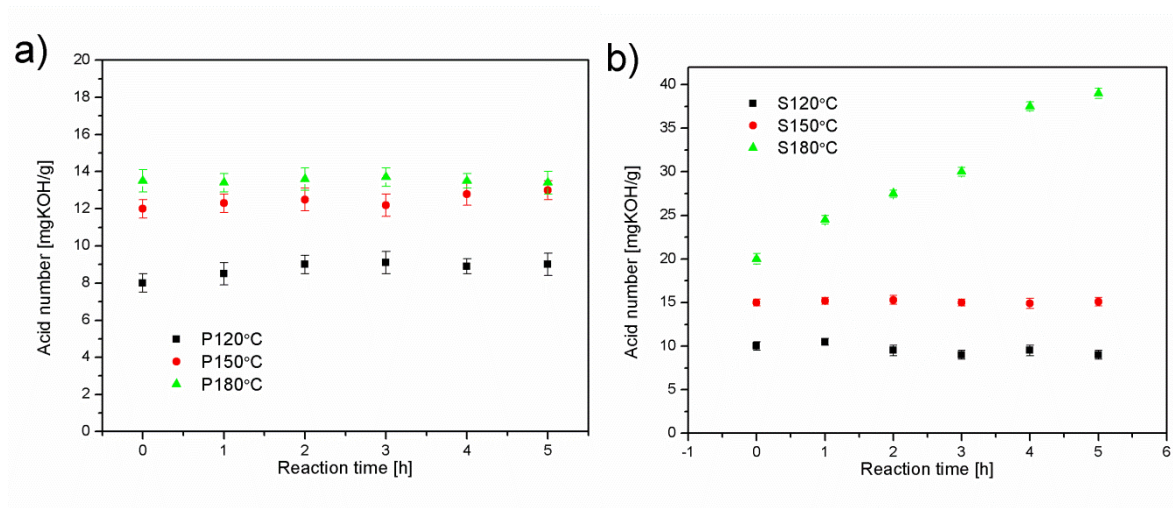 a)
20
18
16
14
12
10
8
6
4
2
0
Acid number [mgKOH/g]
P120°C
P150°C
P180°C
0 1 2 3 4 5
Reaction time [h]
b)
40
35
30
25
20
15
10
5
0
Acid number [mgKOH/g]
S120°C
S150°C
S180°C
-1 0 1 2 3 4 5 6
Reaction time [h]